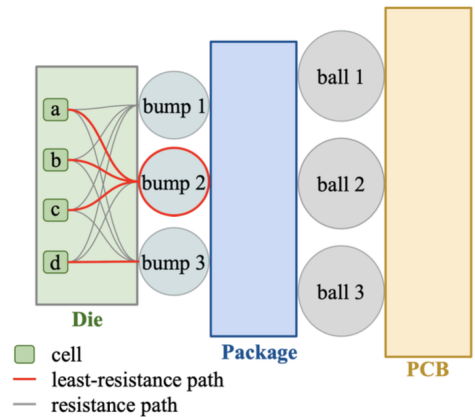 a
b
c
d
bump 1
bump 2
bump 3
ball 1
ball 2
ball 3
Die
Package
PCB
cell
least-resistance path
resistance path